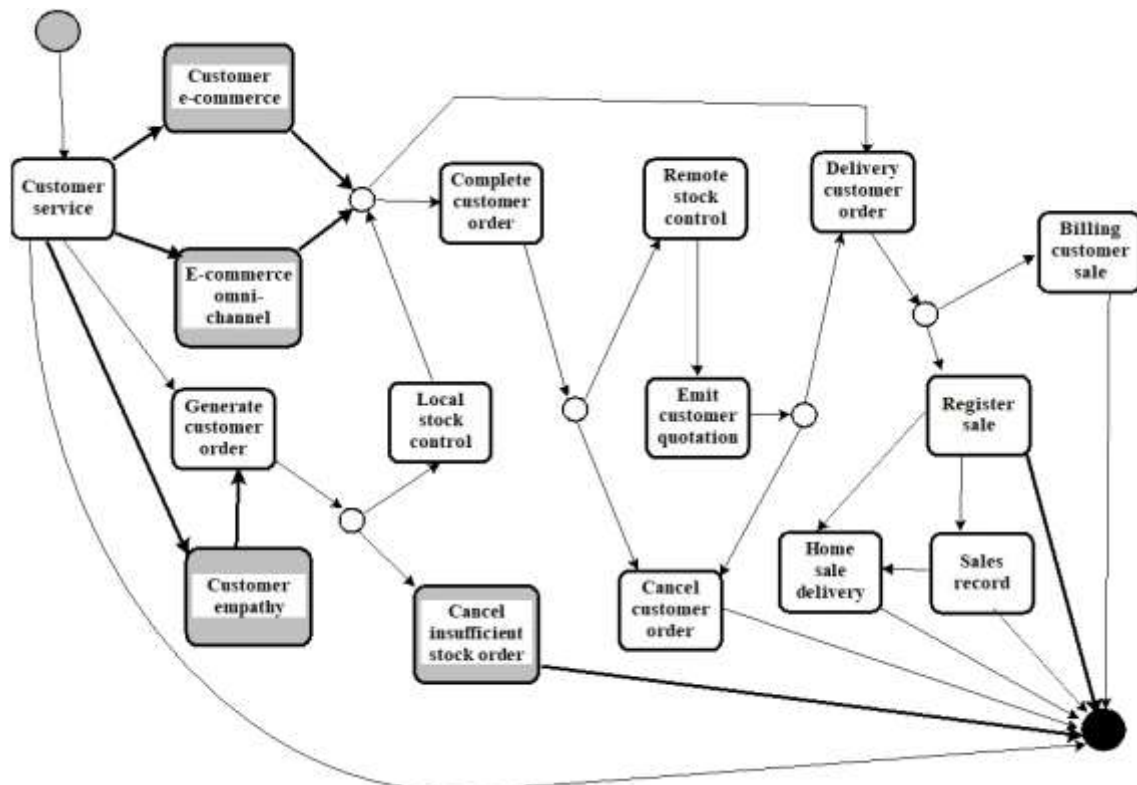 Customer
e-commerce
Customer
service
Complete
customer
order
Remote
stock
control
Delivery
customer
order
Billing
customer
sale
E-commerce
omni-
channel
Generate
customer
order
Local
stock
control
Emit
customer
quotation
Register
sale
Customer
empathy
Cancel
insufficient
stock order
Cancel
customer
order
Home
sale
delivery
Sales
record